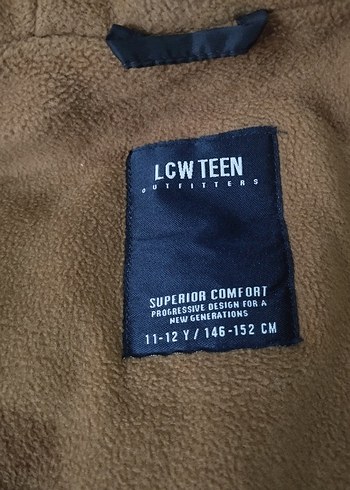 LCW TEEN
OUTFITTERS
SUPERIOR COMFORT
PROGRESSIVE DESIGN FOR A
NEW GENERATIONS
11-12 Y / 146-152 CM